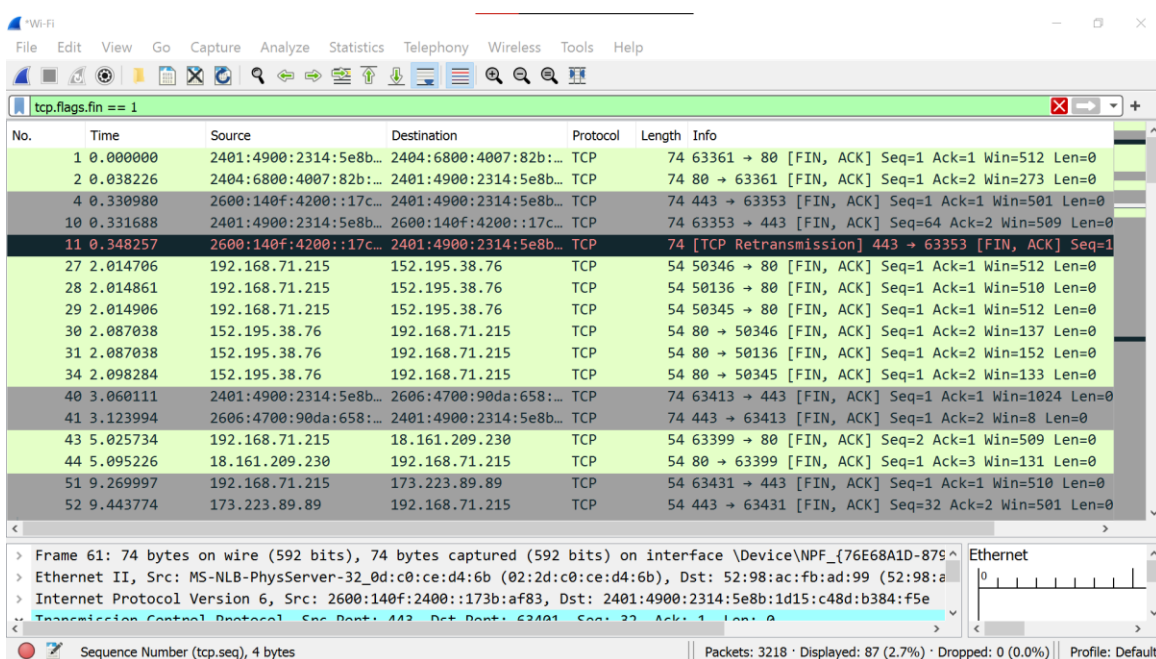 *Wi-Fi
File Edit View Go Capture Analyze Statistics Telephony Wireless Tools Help
tcp.flags.fin == 1
No. Time Source Destination Protocol Length Info
1 0.000000 2401:4900:2314:5e8b… 2404:6800:4007:82b:… TCP 74 63361 → 80 [FIN, ACK] Seq=1 Ack=1 Win=512 Len=0
2 0.038226 2404:6800:4007:82b:… 2401:4900:2314:5e8b… TCP 74 80 → 63361 [FIN, ACK] Seq=1 Ack=2 Win=273 Len=0
4 0.330980 2600:140f:4200::17c… 2401:4900:2314:5e8b… TCP 74 443 → 63353 [FIN, ACK] Seq=1 Ack=1 Win=501 Len=0
10 0.331688 2401:4900:2314:5e8b… 2600:140f:4200::17c… TCP 74 63353 → 443 [FIN, ACK] Seq=64 Ack=2 Win=509 Len=0
11 0.348257 2600:140f:4200::17c… 2401:4900:2314:5e8b… TCP 74 [TCP Retransmission] 443 → 63353 [FIN, ACK] Seq=1
27 2.014706 192.168.71.215 152.195.38.76 TCP 54 50346 → 80 [FIN, ACK] Seq=1 Ack=1 Win=512 Len=0
28 2.014861 192.168.71.215 152.195.38.76 TCP 54 50136 → 80 [FIN, ACK] Seq=1 Ack=1 Win=510 Len=0
29 2.014906 192.168.71.215 152.195.38.76 TCP 54 50345 → 80 [FIN, ACK] Seq=1 Ack=1 Win=512 Len=0
30 2.087038 152.195.38.76 192.168.71.215 TCP 54 80 → 50346 [FIN, ACK] Seq=1 Ack=2 Win=137 Len=0
31 2.087038 152.195.38.76 192.168.71.215 TCP 54 80 → 50136 [FIN, ACK] Seq=1 Ack=2 Win=152 Len=0
34 2.098284 152.195.38.76 192.168.71.215 TCP 54 80 → 50345 [FIN, ACK] Seq=1 Ack=2 Win=133 Len=0
40 3.060111 2401:4900:2314:5e8b… 2606:4700:90da:658:… TCP 74 63413 → 443 [FIN, ACK] Seq=1 Ack=1 Win=1024 Len=0
41 3.123994 2606:4700:90da:658:… 2401:4900:2314:5e8b… TCP 74 443 → 63413 [FIN, ACK] Seq=1 Ack=2 Win=8 Len=0
43 5.025734 192.168.71.215 18.161.209.230 TCP 54 63399 → 80 [FIN, ACK] Seq=2 Ack=1 Win=509 Len=0
44 5.095226 18.161.209.230 192.168.71.215 TCP 54 80 → 63399 [FIN, ACK] Seq=1 Ack=3 Win=131 Len=0
51 9.269997 192.168.71.215 173.223.89.89 TCP 54 63431 → 443 [FIN, ACK] Seq=1 Ack=1 Win=510 Len=0
52 9.443774 173.223.89.89 192.168.71.215 TCP 54 443 → 63431 [FIN, ACK] Seq=32 Ack=2 Win=501 Len=0
Frame 61: 74 bytes on wire (592 bits), 74 bytes captured (592 bits) on interface \Device\NPF_{76E68A1D-879 Ethernet
Ethernet II, Src: MS-NLB-PhysServer-32_0d:c0:ce:d4:6b (02:2d:c0:ce:d4:6b), Dst: 52:98:ac:fb:ad:99 (52:98:a 0
Internet Protocol Version 6, Src: 2600:140f:2400::173b:af83, Dst: 2401:4900:2314:5e8b:1d15:c48d:b384:f5e
Transmission Control Protocol, Src Port: 443, Dst Port: 63401, Seq: 32, Ack: 1, Len: 0
Sequence Number (tcp.seq), 4 bytes Packets: 3218 · Displayed: 87 (2.7%) · Dropped: 0 (0.0%) Profile: Default